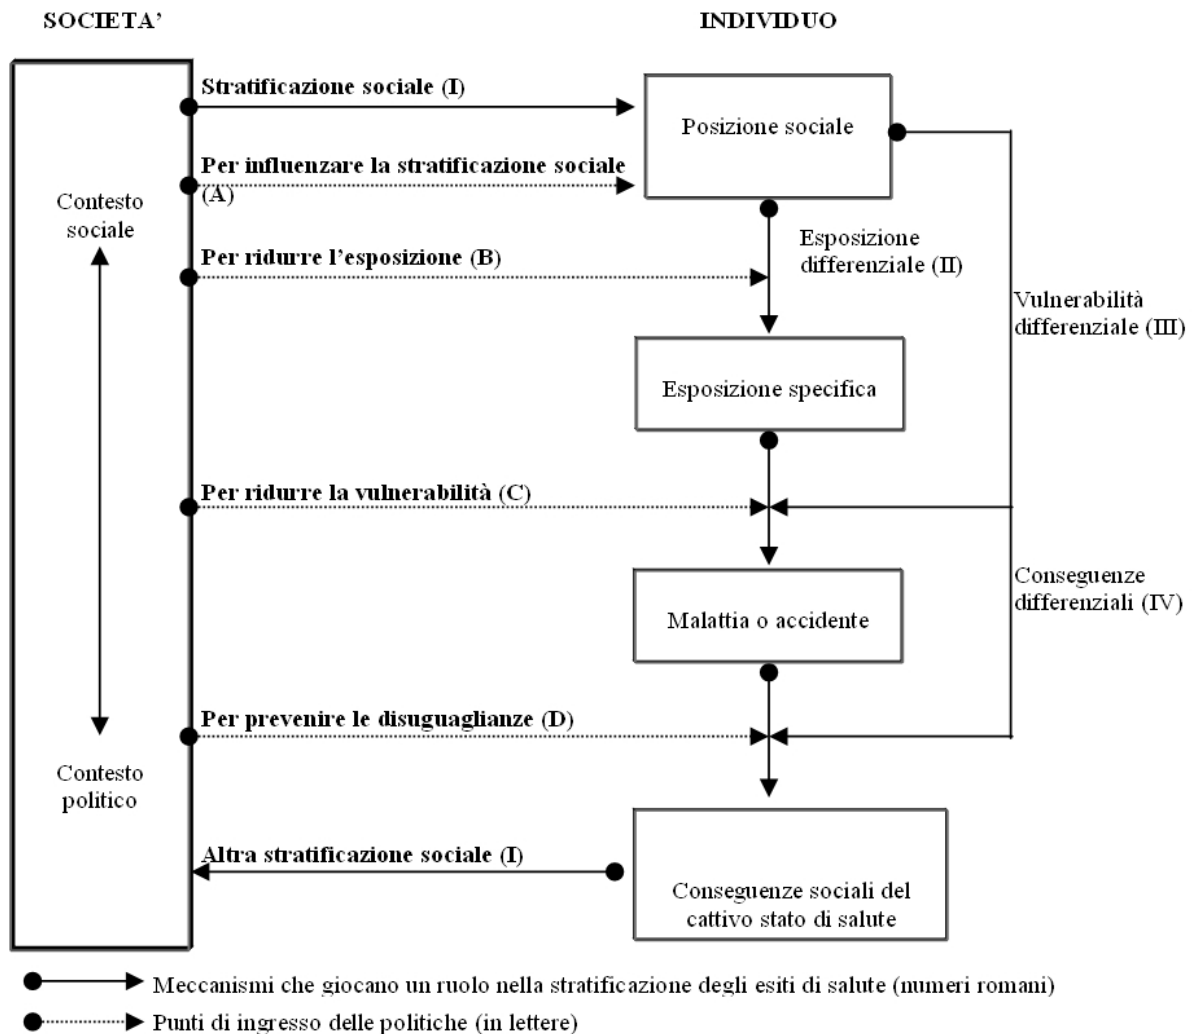 SOCIETA’
INDIVIDUO
Stratificazione sociale (I)
Posizione sociale
Per influenzare la stratificazione sociale
(A)
Contesto
sociale
Esposizione
differenziale (II)
Per ridurre l’esposizione (B)
Vulnerabilità
differenziale (III)
Esposizione specifica
Per ridurre la vulnerabilità (C)
Conseguenze
differenziali (IV)
Malattia o accidente
Per prevenire le disuguaglianze (D)
Contesto
politico
Altra stratificazione sociale (I)
Conseguenze sociali del
cattivo stato di salute
Meccanismi che giocano un ruolo nella stratificazione degli esiti di salute (numeri romani)
Punti di ingresso delle politiche (in lettere)